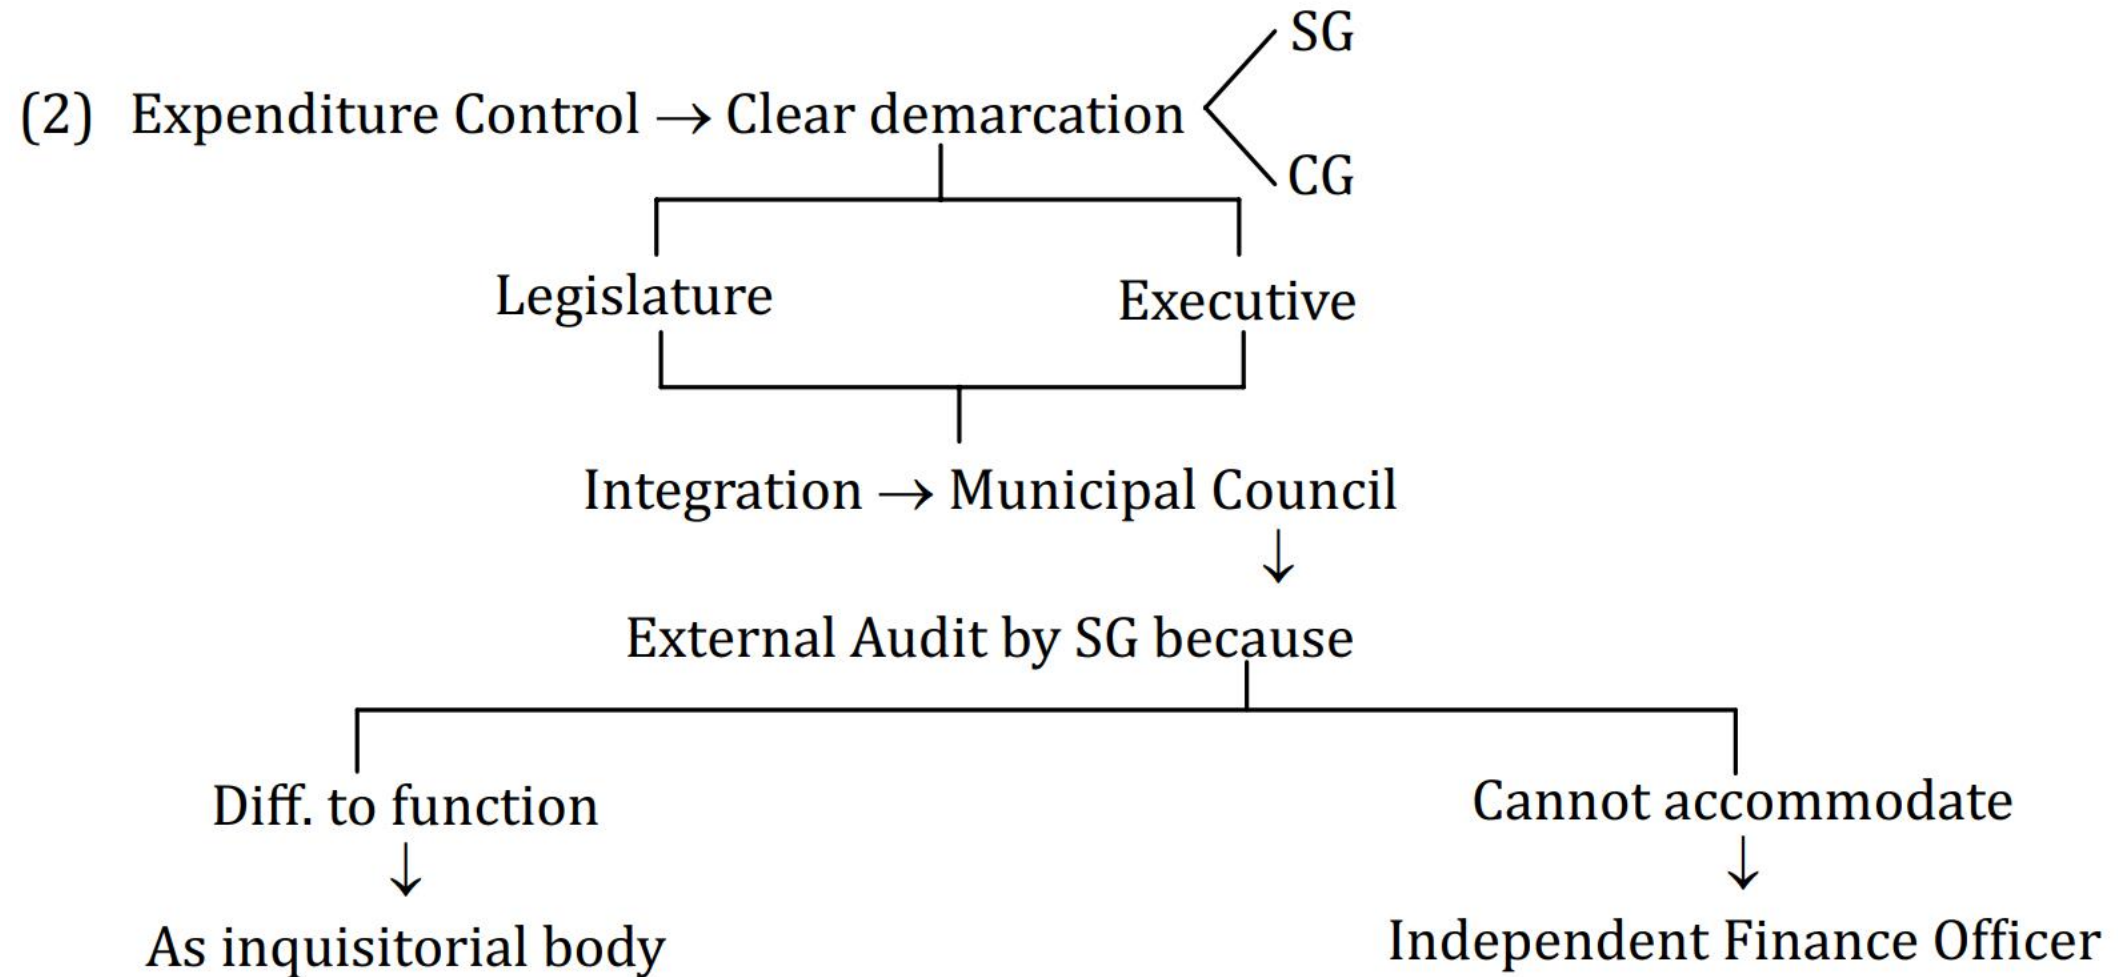 SG
(2) Expenditure Control → Clear demarcation
CG
Legislature
Executive
Integration → Municipal Council
↓
External Audit by SG because
Diff. to function
Cannot accommodate
↓
↓
As inquisitorial body
Independent Finance Officer